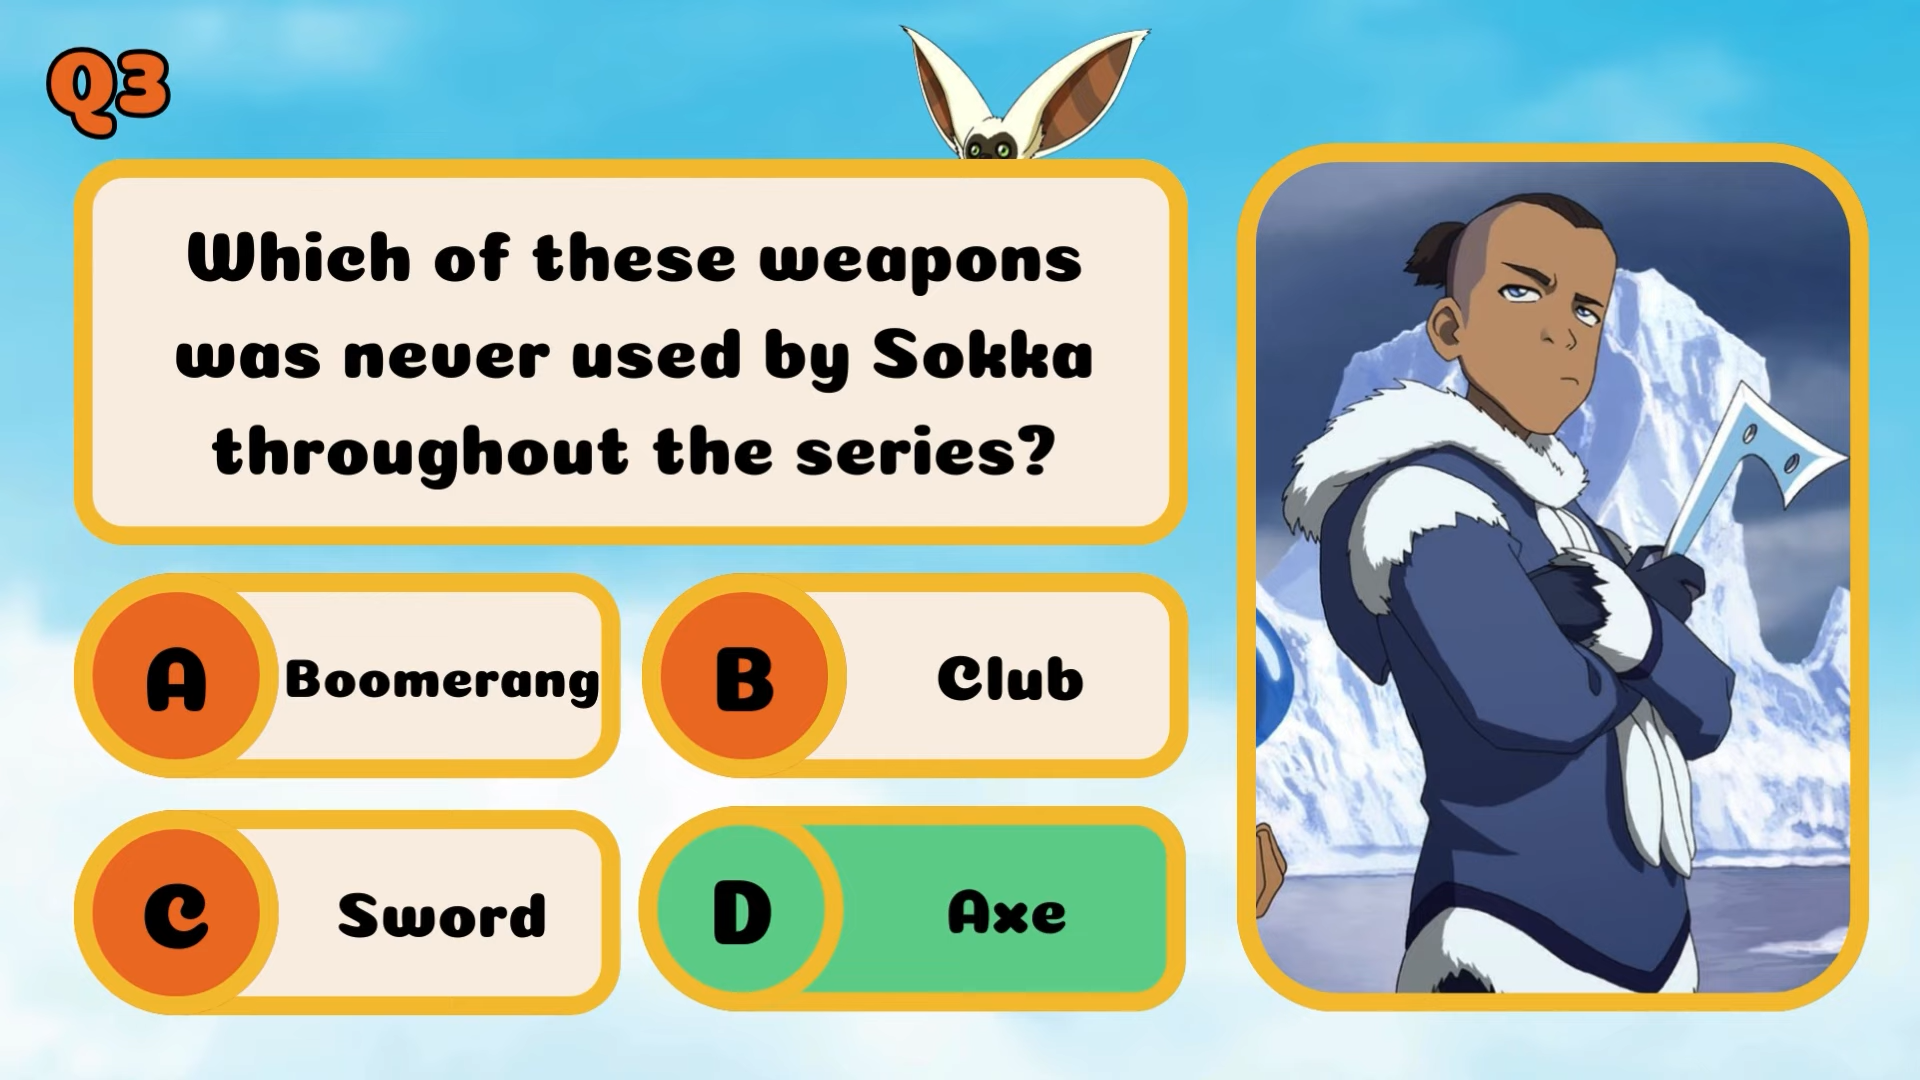 Q3
Which of these weapons
was never used by Sokka
throughout the series?
A
Boomerang
B
Club
C
Sword
D
Axe